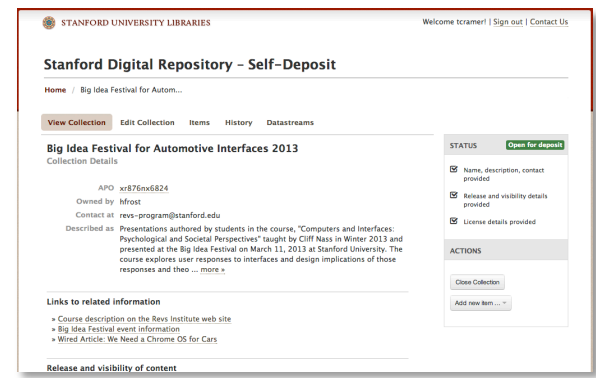 STANFORD UNIVERSITY LIBRARIES
Welcome tcramer! | Sign out | Contact Us
Stanford Digital Repository – Self-Deposit
Home / Big Idea Festival for Autom...
View Collection Edit Collection Items History Datastreams
Big Idea Festival for Automotive Interfaces 2013
Collection Details
APO xr876nx6824
Owned by hfrost
Contact at revs-program@stanford.edu
Described as Presentations authored by students in the course, "Computers and Interfaces:
Psychological and Societal Perspectives" taught by Cliff Nass in Winter 2013 and
presented at the Big Idea Festival on March 11, 2013 at Stanford University. The
course explores user responses to interfaces and design implications of those
responses and theo ... more »
Links to related information
» Course description on the Revs Institute web site
» Big Idea Festival event information
» Wired Article: We Need a Chrome OS for Cars
Release and visibility of content
STATUS Open for deposit
Name, description, contact
provided
Release and visibility details
provided
License details provided
ACTIONS
Close Collection
Add new item ...